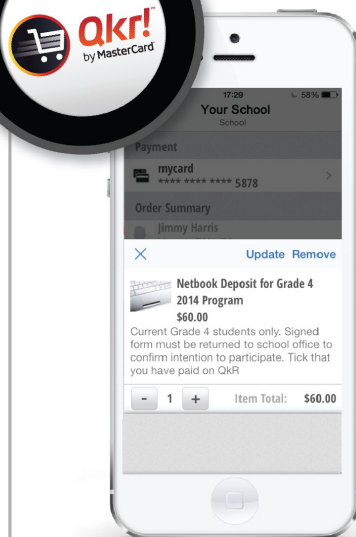 Qkr!™
by MasterCard
17:29 58%
Your School
School
Payment
mycard
**** **** **** 5878
Order Summary
Jimmy Harris
Update Remove
Netbook Deposit for Grade 4
2014 Program
$60.00
Current Grade 4 students only. Signed
form must be returned to school office to
confirm intention to participate. Tick that
you have paid on QkR
- 1 + Item Total: $60.00